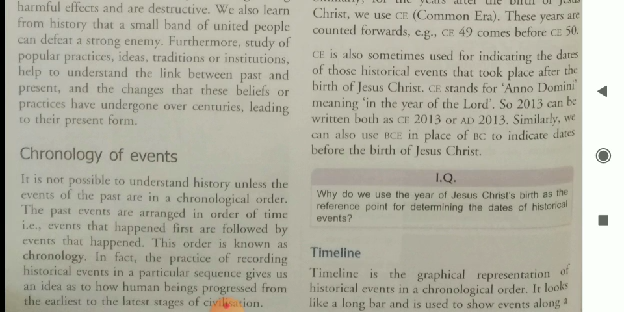 harmful effects and are destructive. We also learn
from history that a small band of united people
can defeat a strong enemy. Furthermore, study of
popular practices, ideas, traditions or institutions,
help to understand the link between past and
present, and the changes that these beliefs or
practices have undergone over centuries, leading
to their present form.
Chronology of events
It is not possible to understand history unless the
events of the past are in a chronological order.
The past events are arranged in order of time
i.e., events that happened first are followed by
events that happened. This order is known as
chronology. In fact, the practice of recording
historical events in a particular sequence gives us
an idea as to how human beings progressed from
the earliest to the latest stages of civilisation.
for the years after the birth of Jesus
Christ, we use CE (Common Era). These years are
counted forwards, e.g., CE 49 comes before CE 50.
CE is also sometimes used for indicating the dates
of those historical events that took place after the
birth of Jesus Christ. CE stands for 'Anno Domini'
meaning 'in the year of the Lord'. So 2013 can be
written both as CE 2013 or AD 2013. Similarly, we
can also use BCE in place of BC to indicate dates
before the birth of Jesus Christ.
I.Q.
Why do we use the year of Jesus Christ's birth as the
reference point for determining the dates of historical
events?
Timeline
Timeline is the graphical representation of
historical events in a chronological order. It looks
like a long bar and is used to show events along a